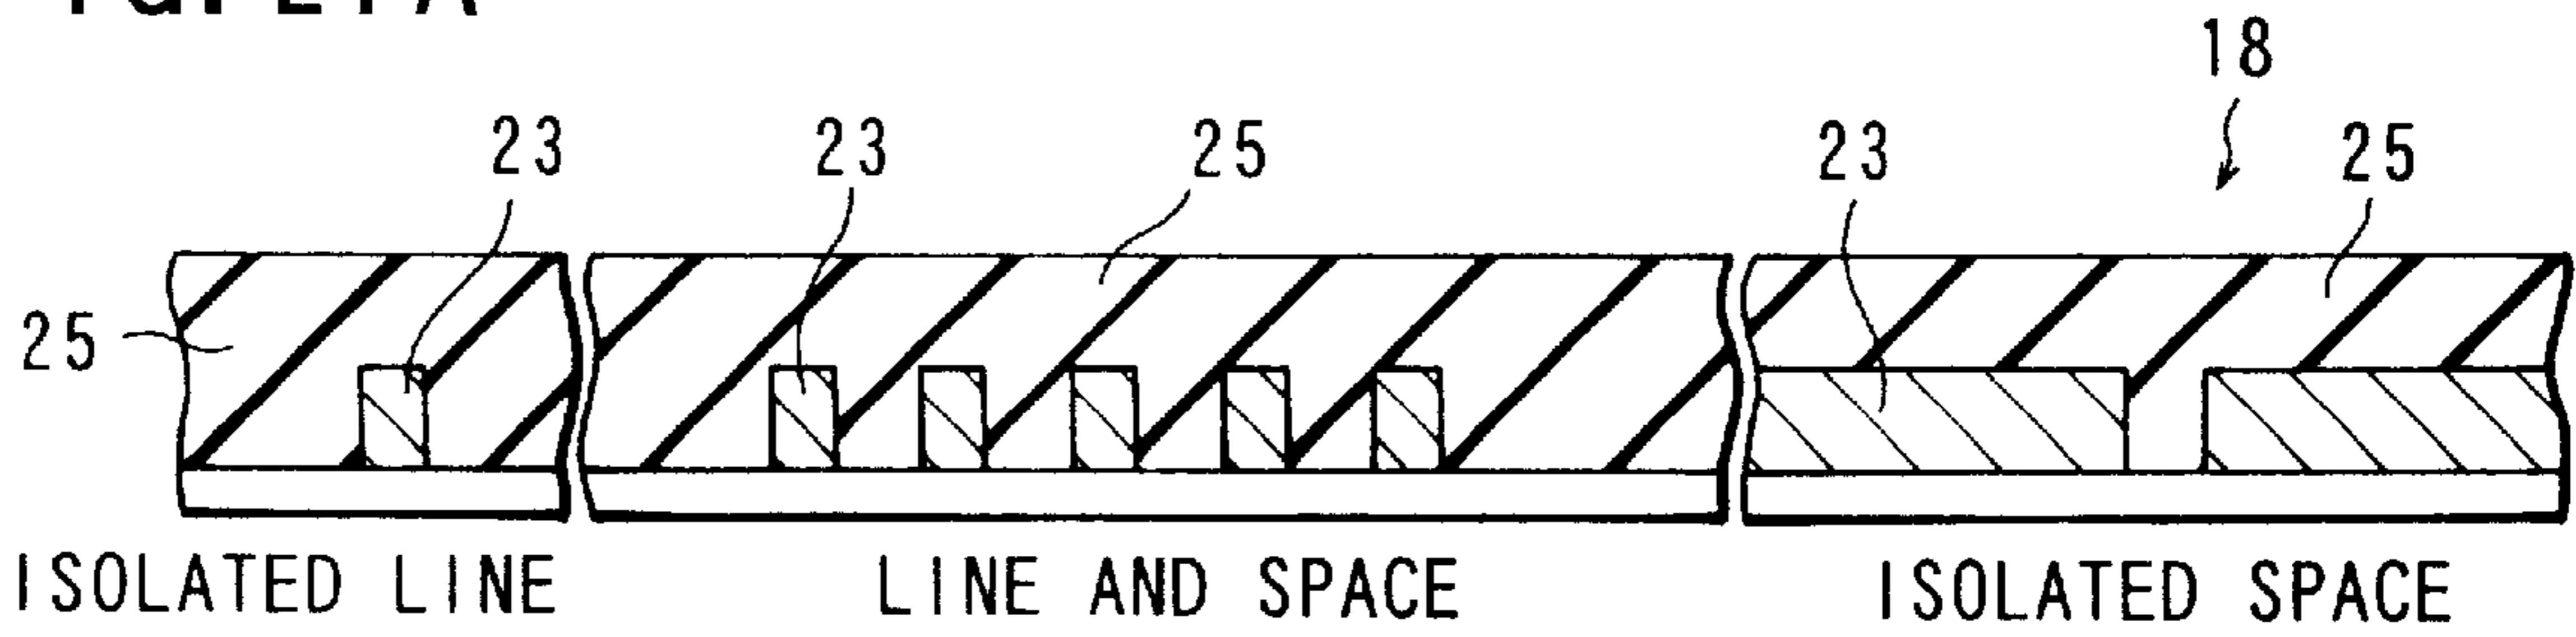 18
23
23
25
23
25
25
ISOLATED LINE
LINE AND SPACE
ISOLATED SPACE